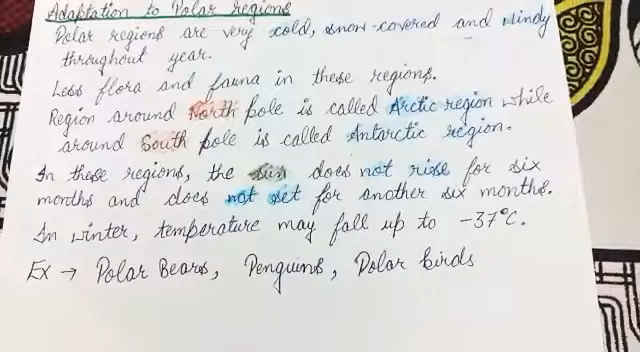 Adaptation to Polar regions
Polar regions are very cold, snow-covered and windy
throughout year.
Less flora and fauna in these regions.
Region around North pole is called Arctic region while
around South pole is called Antarctic region.
In these regions, the sun does not rise for six
months and does not set for another six months.
In winter, temperature may fall up to -37°C.
Ex → Polar Bears, Penguins, Polar birds